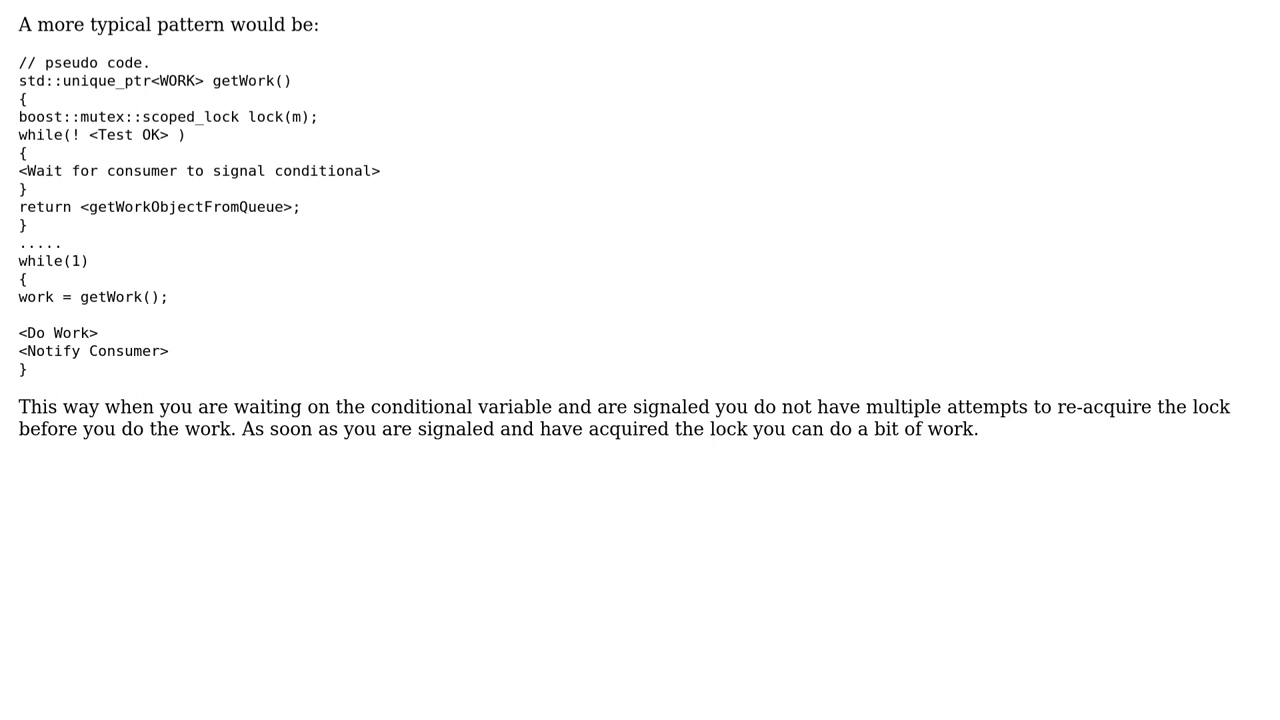 A more typical pattern would be:
// pseudo code.
std::unique_ptr<WORK> getWork()
{
boost::mutex::scoped_lock lock(m);
while(! <Test OK> )
{
<Wait for consumer to signal conditional>
}
return <getWorkObjectFromQueue>;
}
.....
while(1)
{
work = getWork();
<Do Work>
<Notify Consumer>
}
This way when you are waiting on the conditional variable and are signaled you do not have multiple attempts to re-acquire the lock
before you do the work. As soon as you are signaled and have acquired the lock you can do a bit of work.